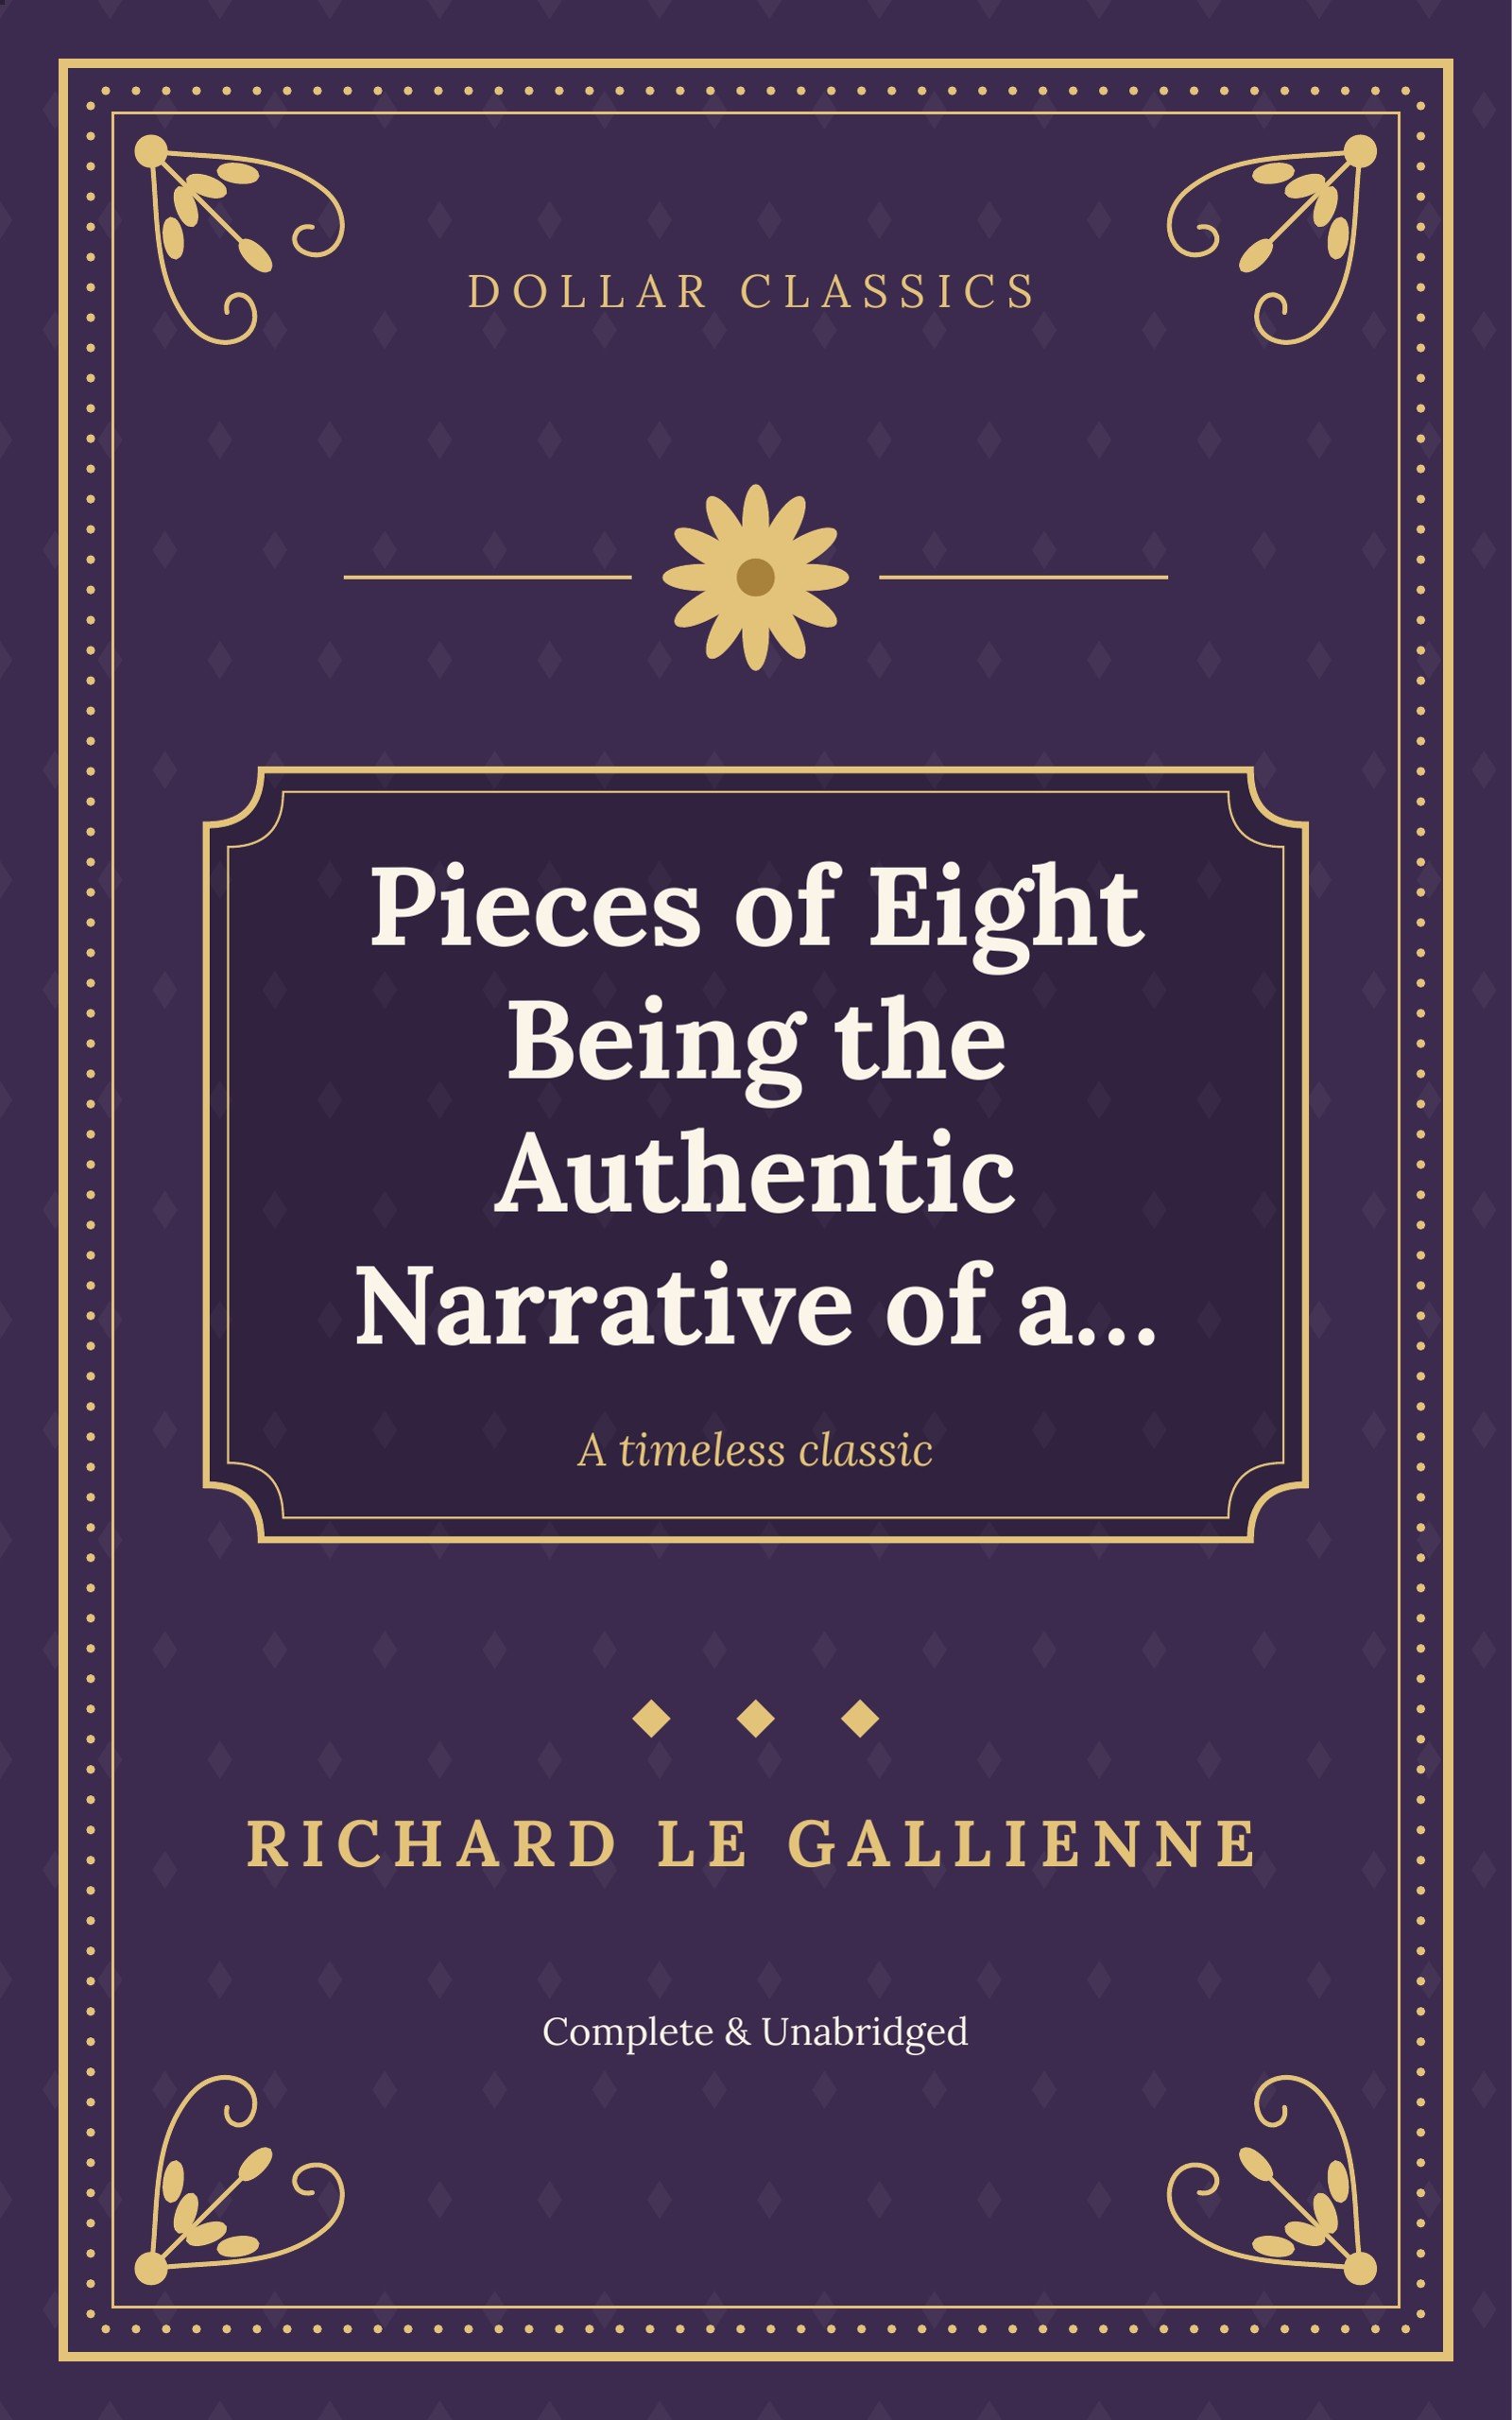 DOLLAR CLASSICS
Pieces of Eight
Being the
Authentic
Narrative of a...
A timeless classic
RICHARD LE GALLIENNE
Complete & Unabridged